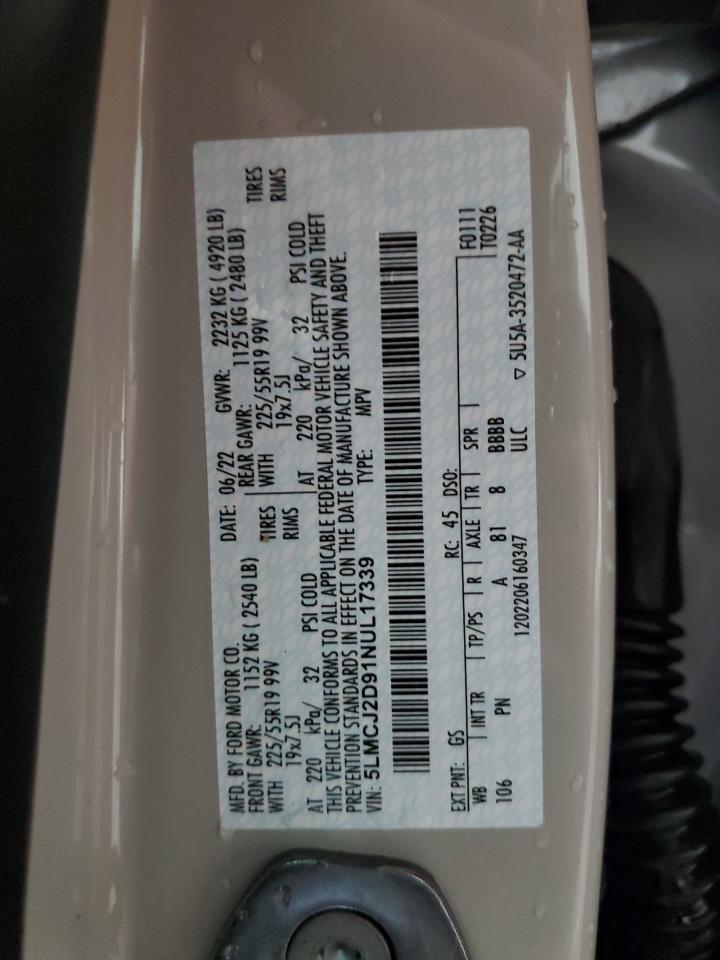 MFD. BY FORD MOTOR CO. DATE: 06/22 GVWR: 2232 KG ( 4920 LB)
FRONT GAWR: 1152 KG ( 2540 LB) REAR GAWR: 1125 KG ( 2480 LB)
WITH 225/55R19 99V TIRES WITH 225/55R19 99V TIRES
19x7.5J RIMS 19x7.5J RIMS
AT 220 kPa/ 32 PSI COLD AT 220 kPa/ 32 PSI COLD
THIS VEHICLE CONFORMS TO ALL APPLICABLE FEDERAL MOTOR VEHICLE SAFETY AND THEFT
PREVENTION STANDARDS IN EFFECT ON THE DATE OF MANUFACTURE SHOWN ABOVE.
VIN: 5LMCJ2D91NUL17339 TYPE: MPV
EXT PNT: GS RC: 45 DSO: F0111
WB INT TR TP/PS R AXLE TR SPR T0226
106 PN A 81 8 BBBB
1202206160347 ULC ▽ 5U5A-3520472-AA